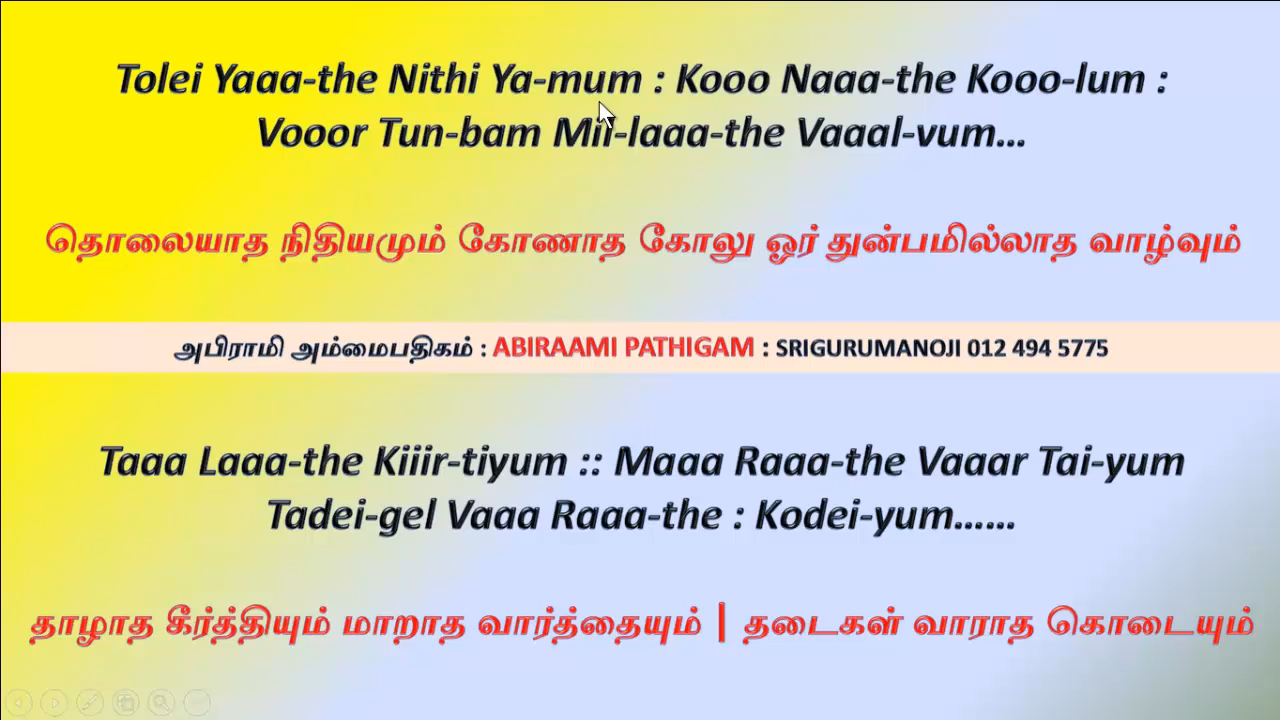 Tolei Yaaa-the Nithi Ya-mum : Kooo Naaa-the Kooo-lum :
Vooor Tun-bam Mil-laaa-the Vaaal-vum...
தொலையாத நிதியமும் கோணாத கோலு ஓர் துன்பமில்லாத வாழ்வும்
அபிராமி அம்மைபதிகம் : ABIRAAMI PATHIGAM : SRIGURUMANOJI 012 494 5775
Taaa Laaa-the Kiiir-tiyum :: Maaa Raaa-the Vaaar Tai-yum
Tadei-gel Vaaa Raaa-the : Kodei-yum......
தாழாத கீர்த்தியும் மாறாத வார்த்தையும் | தடைகள் வாராத கொடையும்